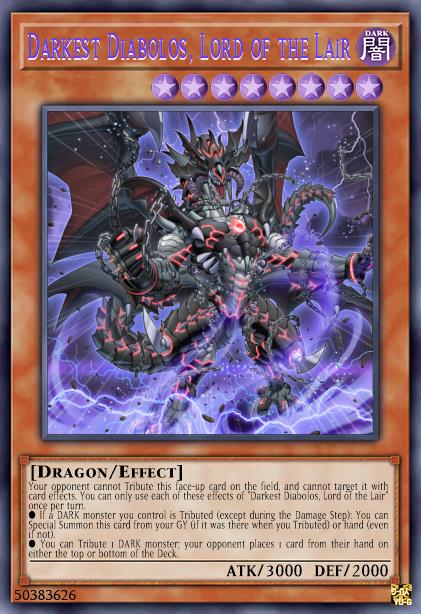 Darkest Diabolos, Lord of the Lair
DARK
闇
[Dragon/Effect]
Your opponent cannot Tribute this face-up card on the field, and cannot target it with
card effects. You can only use each of these effects of "Darkest Diabolos, Lord of the Lair"
once per turn.
● If a DARK monster you control is Tributed (except during the Damage Step): You can
Special Summon this card from your GY (if it was there when you Tributed) or hand (even
if not).
● You can Tribute 1 DARK monster; your opponent places 1 card from their hand on
either the top or bottom of the Deck.
ATK/3000 DEF/2000
50383626